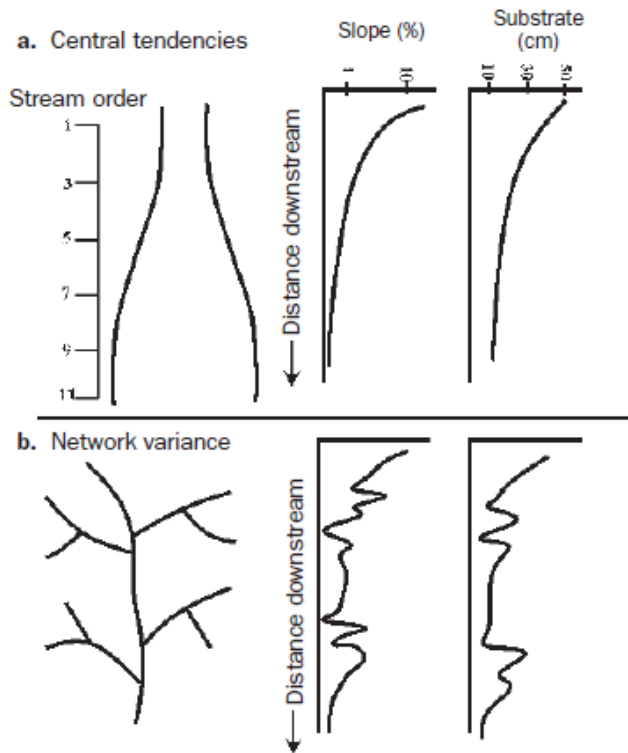 a. Central tendencies
Slope (%)
Substrate
(cm)
1
10
10
30
50
Stream order
1
3
5
7
9
11
Distance downstream
b. Network variance
Distance downstream